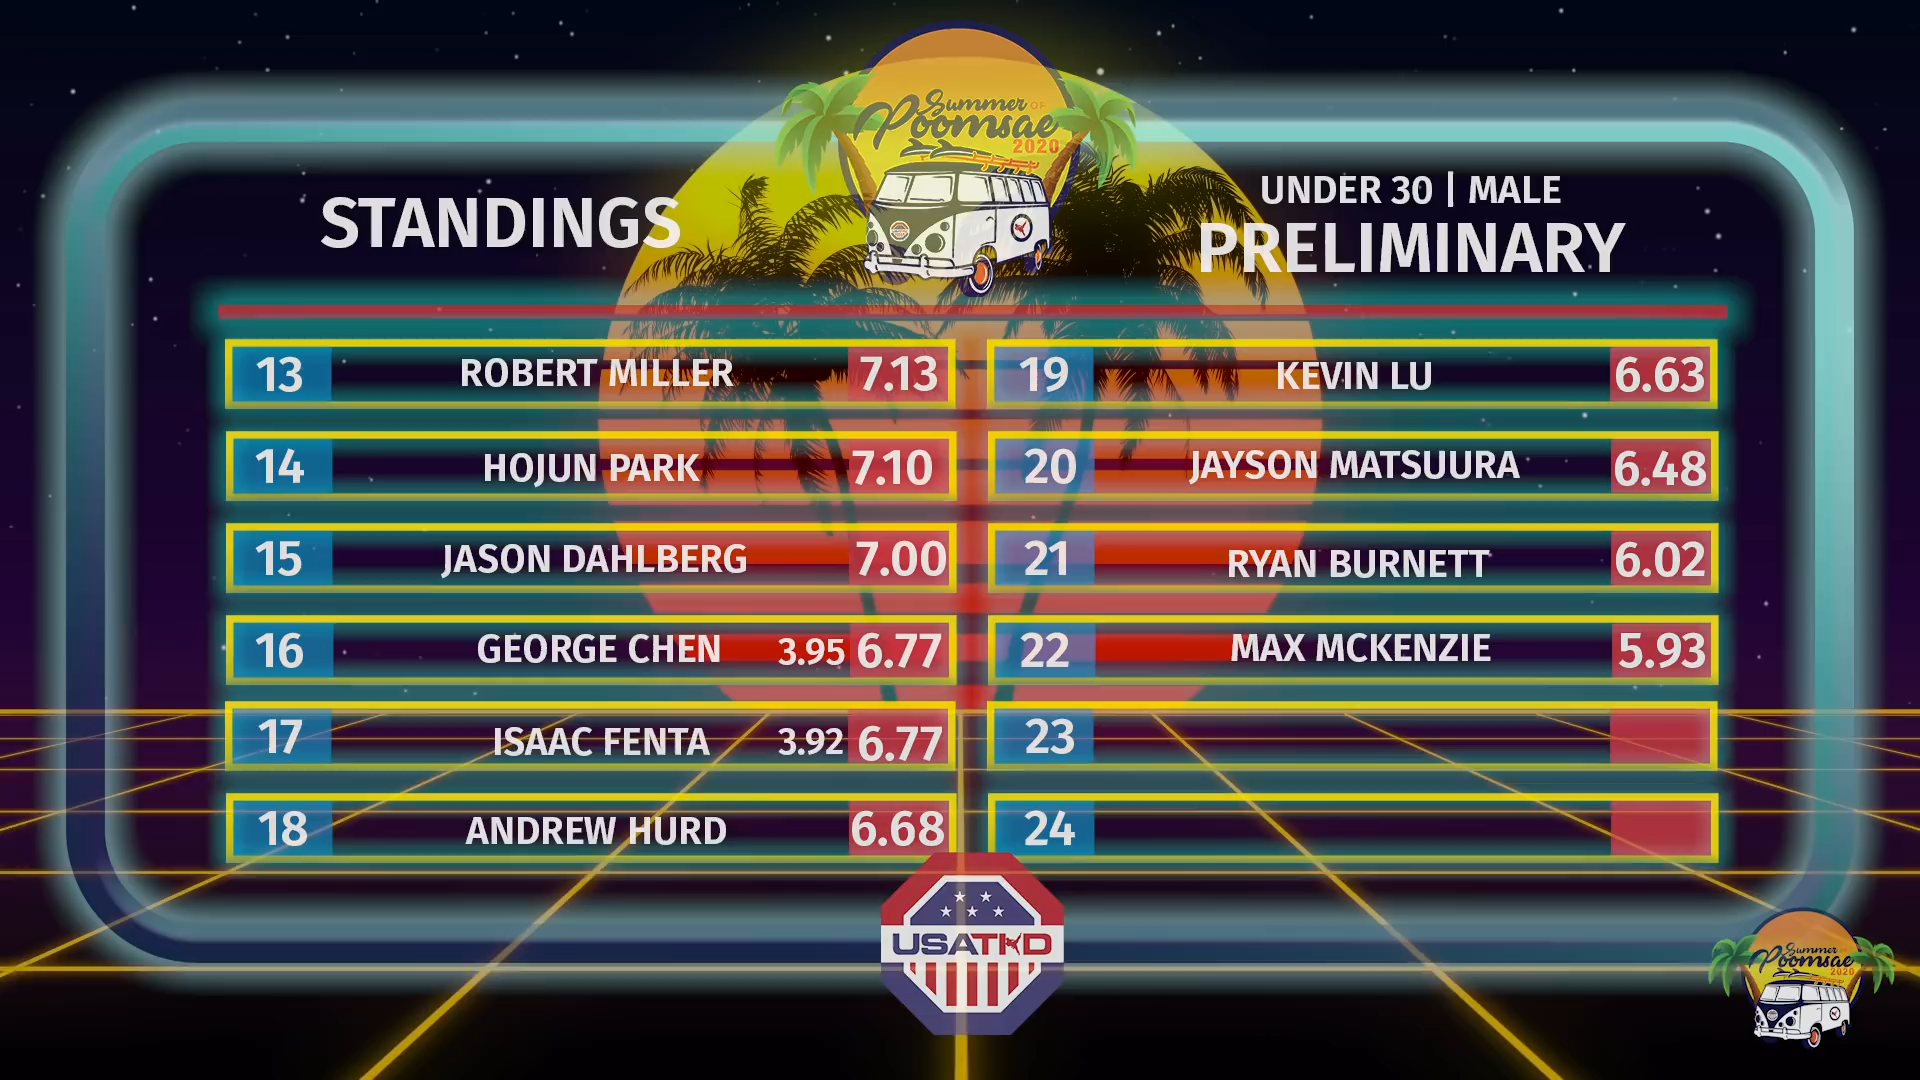 Summer OF
Poomsae
2020
STANDINGS
UNDER 30 | MALE
PRELIMINARY
13 ROBERT MILLER 7.13
14 HOJUN PARK 7.10
15 JASON DAHLBERG 7.00
16 GEORGE CHEN 3.95 6.77
17 ISAAC FENTA 3.92 6.77
18 ANDREW HURD 6.68
19 KEVIN LU 6.63
20 JAYSON MATSUURA 6.48
21 RYAN BURNETT 6.02
22 MAX MCKENZIE 5.93
23
24
USATKD
Summer
Poomsae
2020